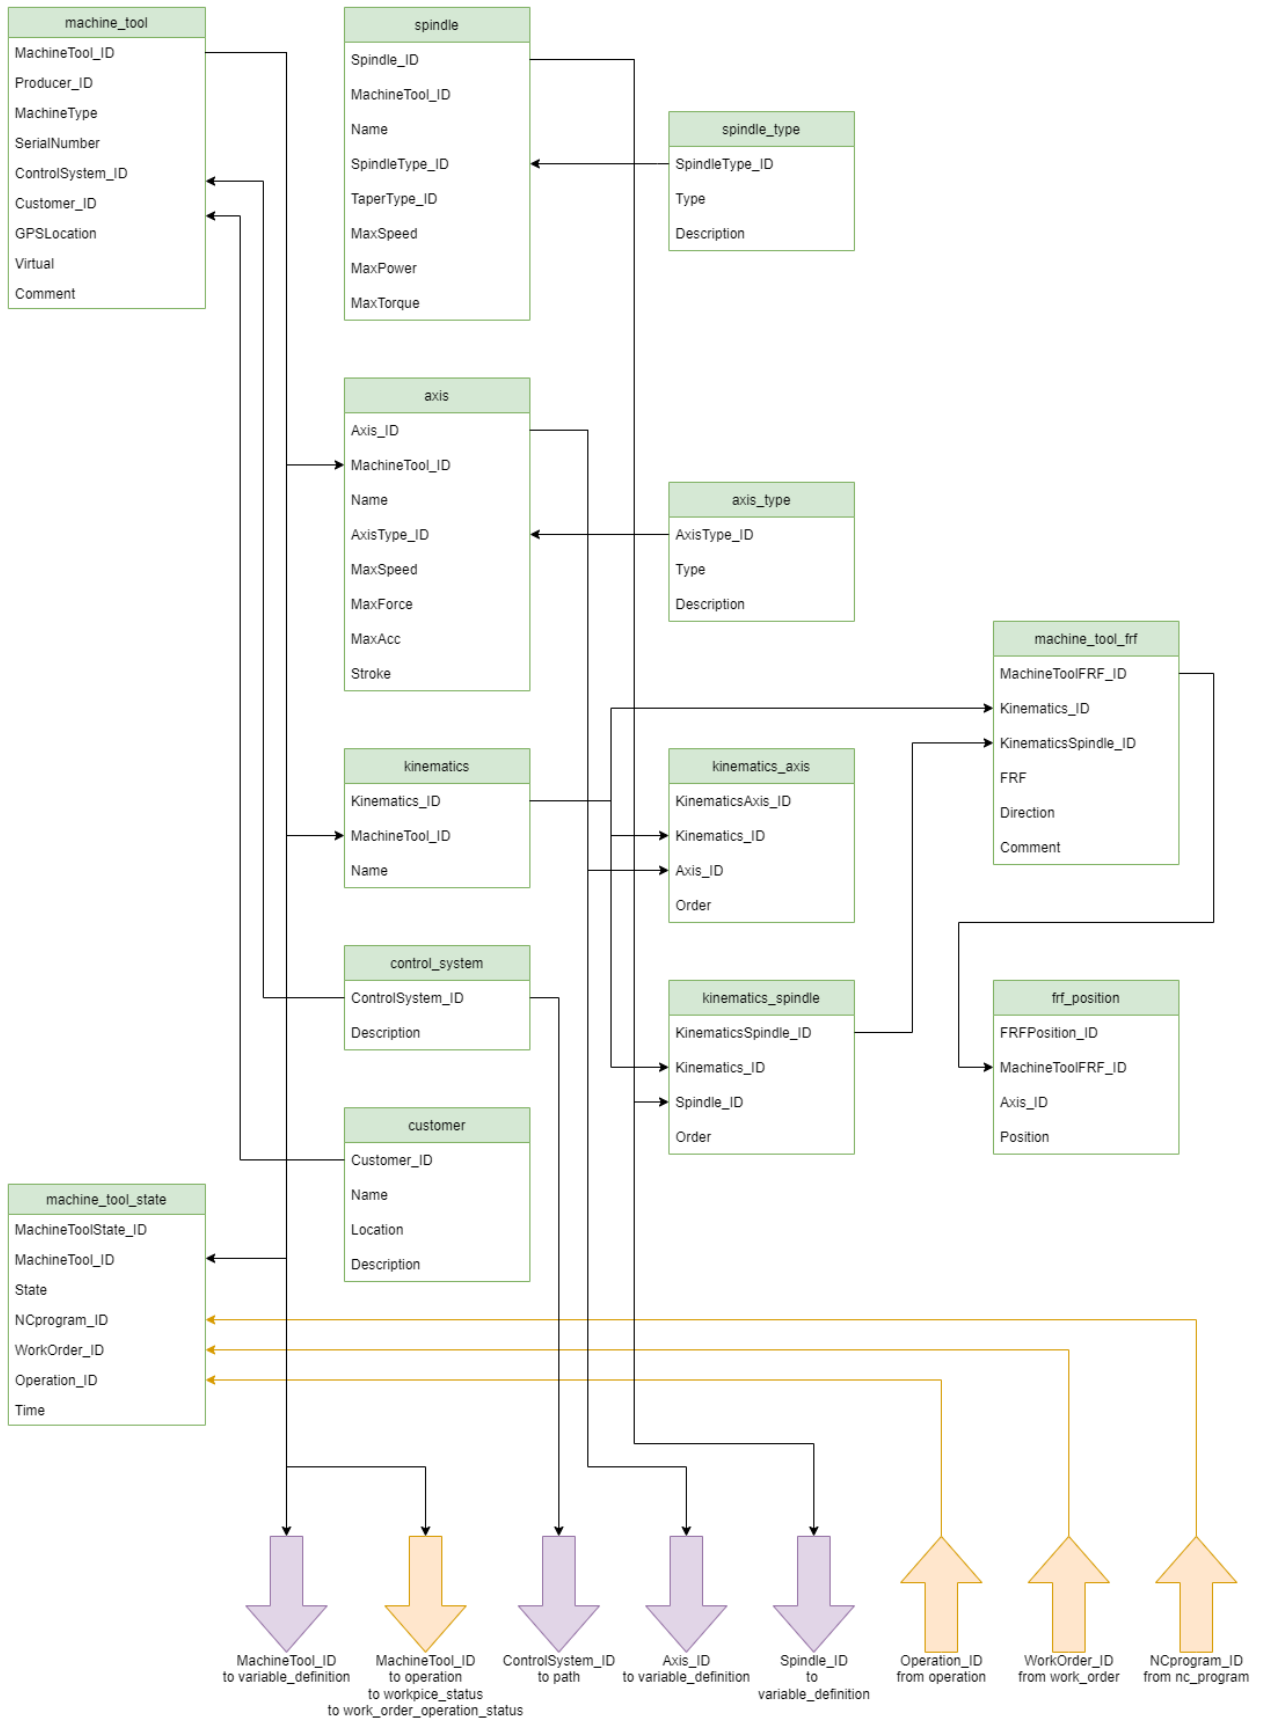 machine_tool
MachineTool_ID
Producer_ID
MachineType
SerialNumber
ControlSystem_ID
Customer_ID
GPSLocation
Virtual
Comment
spindle
Spindle_ID
MachineTool_ID
Name
SpindleType_ID
TaperType_ID
MaxSpeed
MaxPower
MaxTorque
spindle_type
SpindleType_ID
Type
Description
axis
Axis_ID
MachineTool_ID
Name
AxisType_ID
MaxSpeed
MaxForce
MaxAcc
Stroke
axis_type
AxisType_ID
Type
Description
machine_tool_frf
MachineToolFRF_ID
Kinematics_ID
KinematicsSpindle_ID
FRF
Direction
Comment
kinematics
Kinematics_ID
MachineTool_ID
Name
kinematics_axis
KinematicsAxis_ID
Kinematics_ID
Axis_ID
Order
control_system
ControlSystem_ID
Description
kinematics_spindle
KinematicsSpindle_ID
Kinematics_ID
Spindle_ID
Order
frf_position
FRFPosition_ID
MachineToolFRF_ID
Axis_ID
Position
customer
Customer_ID
Name
Location
Description
machine_tool_state
MachineToolState_ID
MachineTool_ID
State
NCprogram_ID
WorkOrder_ID
Operation_ID
Time
MachineTool_ID
to variable_definition
MachineTool_ID
to operation
to workpice_status
to work_order_operation_status
ControlSystem_ID
to path
Axis_ID
to variable_definition
Spindle_ID
to
variable_definition
Operation_ID
from operation
WorkOrder_ID
from work_order
NCprogram_ID
from nc_program